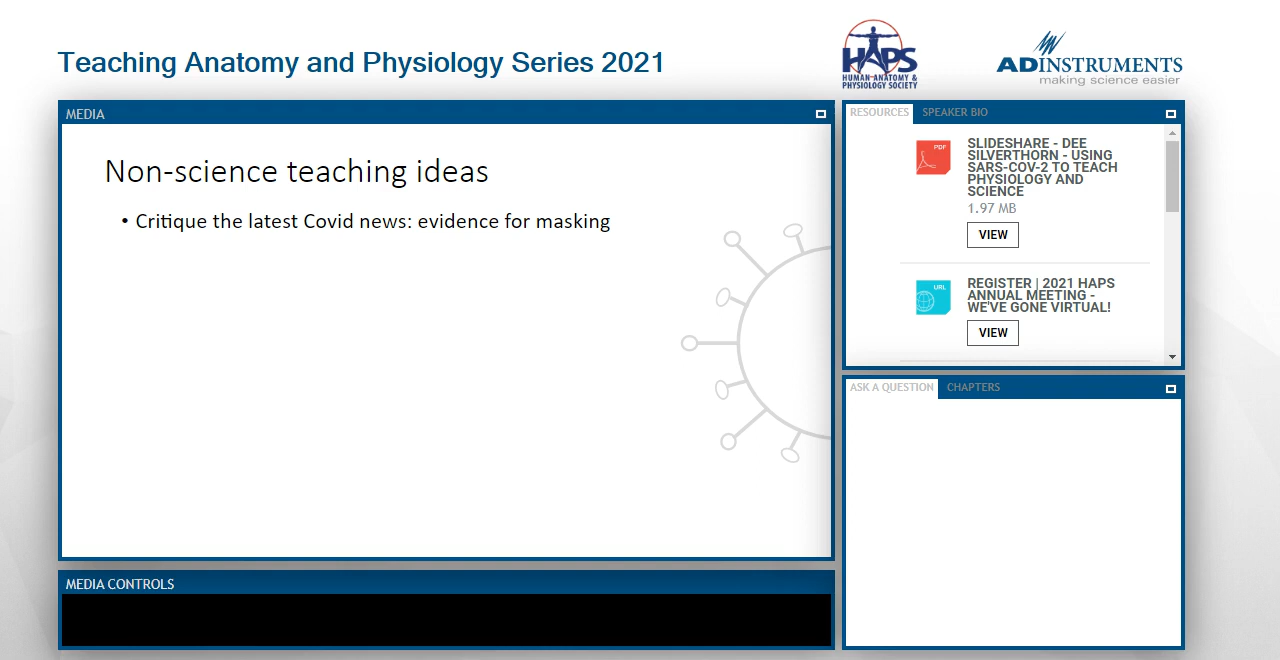 Teaching Anatomy and Physiology Series 2021
HAPS
HUMAN ANATOMY &
PHYSIOLOGY SOCIETY
ADINSTRUMENTS
making science easier
MEDIA
Non-science teaching ideas
• Critique the latest Covid news: evidence for masking
MEDIA CONTROLS
RESOURCES SPEAKER BIO
PDF
SLIDESHARE - DEE
SILVERTHORN - USING
SARS-COV-2 TO TEACH
PHYSIOLOGY AND
SCIENCE
1.97 MB
VIEW
URL
REGISTER | 2021 HAPS
ANNUAL MEETING -
WE'VE GONE VIRTUAL!
VIEW
ASK A QUESTION CHAPTERS